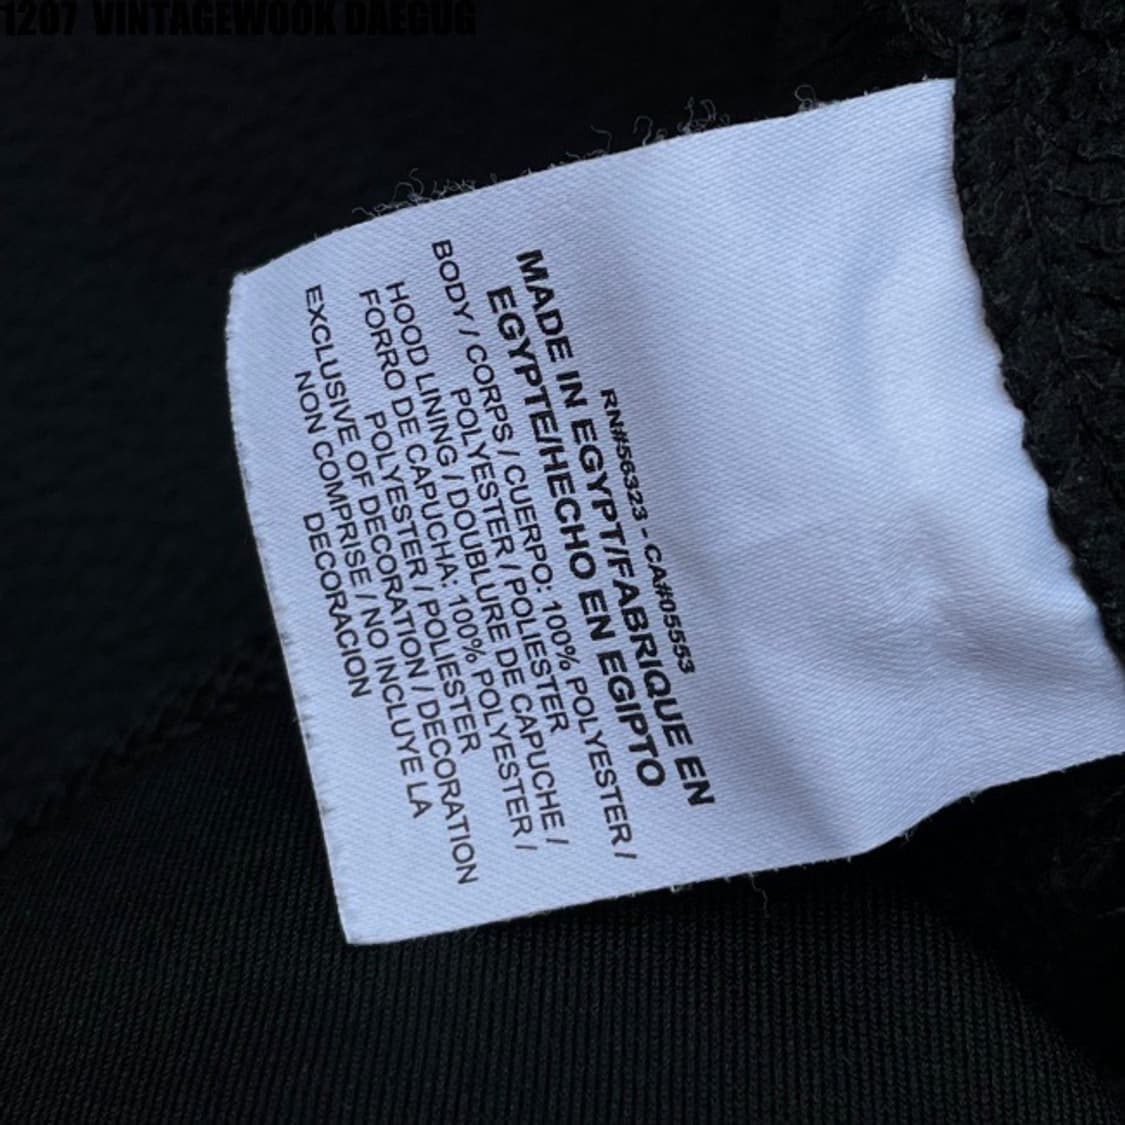 1207 VINTAGEWOOK DAEGUG
RN#56323 - CA#05553
MADE IN EGYPT/FABRIQUE EN
EGYPTE/HECHO EN EGIPTO
BODY / CORPS / CUERPO: 100% POLYESTER /
POLYESTER / POLIESTER
HOOD LINING / DOUBLURE DE CAPUCHE /
FORRO DE CAPUCHA: 100% POLYESTER /
POLYESTER / POLIESTER
EXCLUSIVE OF DECORATION / DECORATION
NON COMPRISE / NO INCLUYE LA
DECORACION